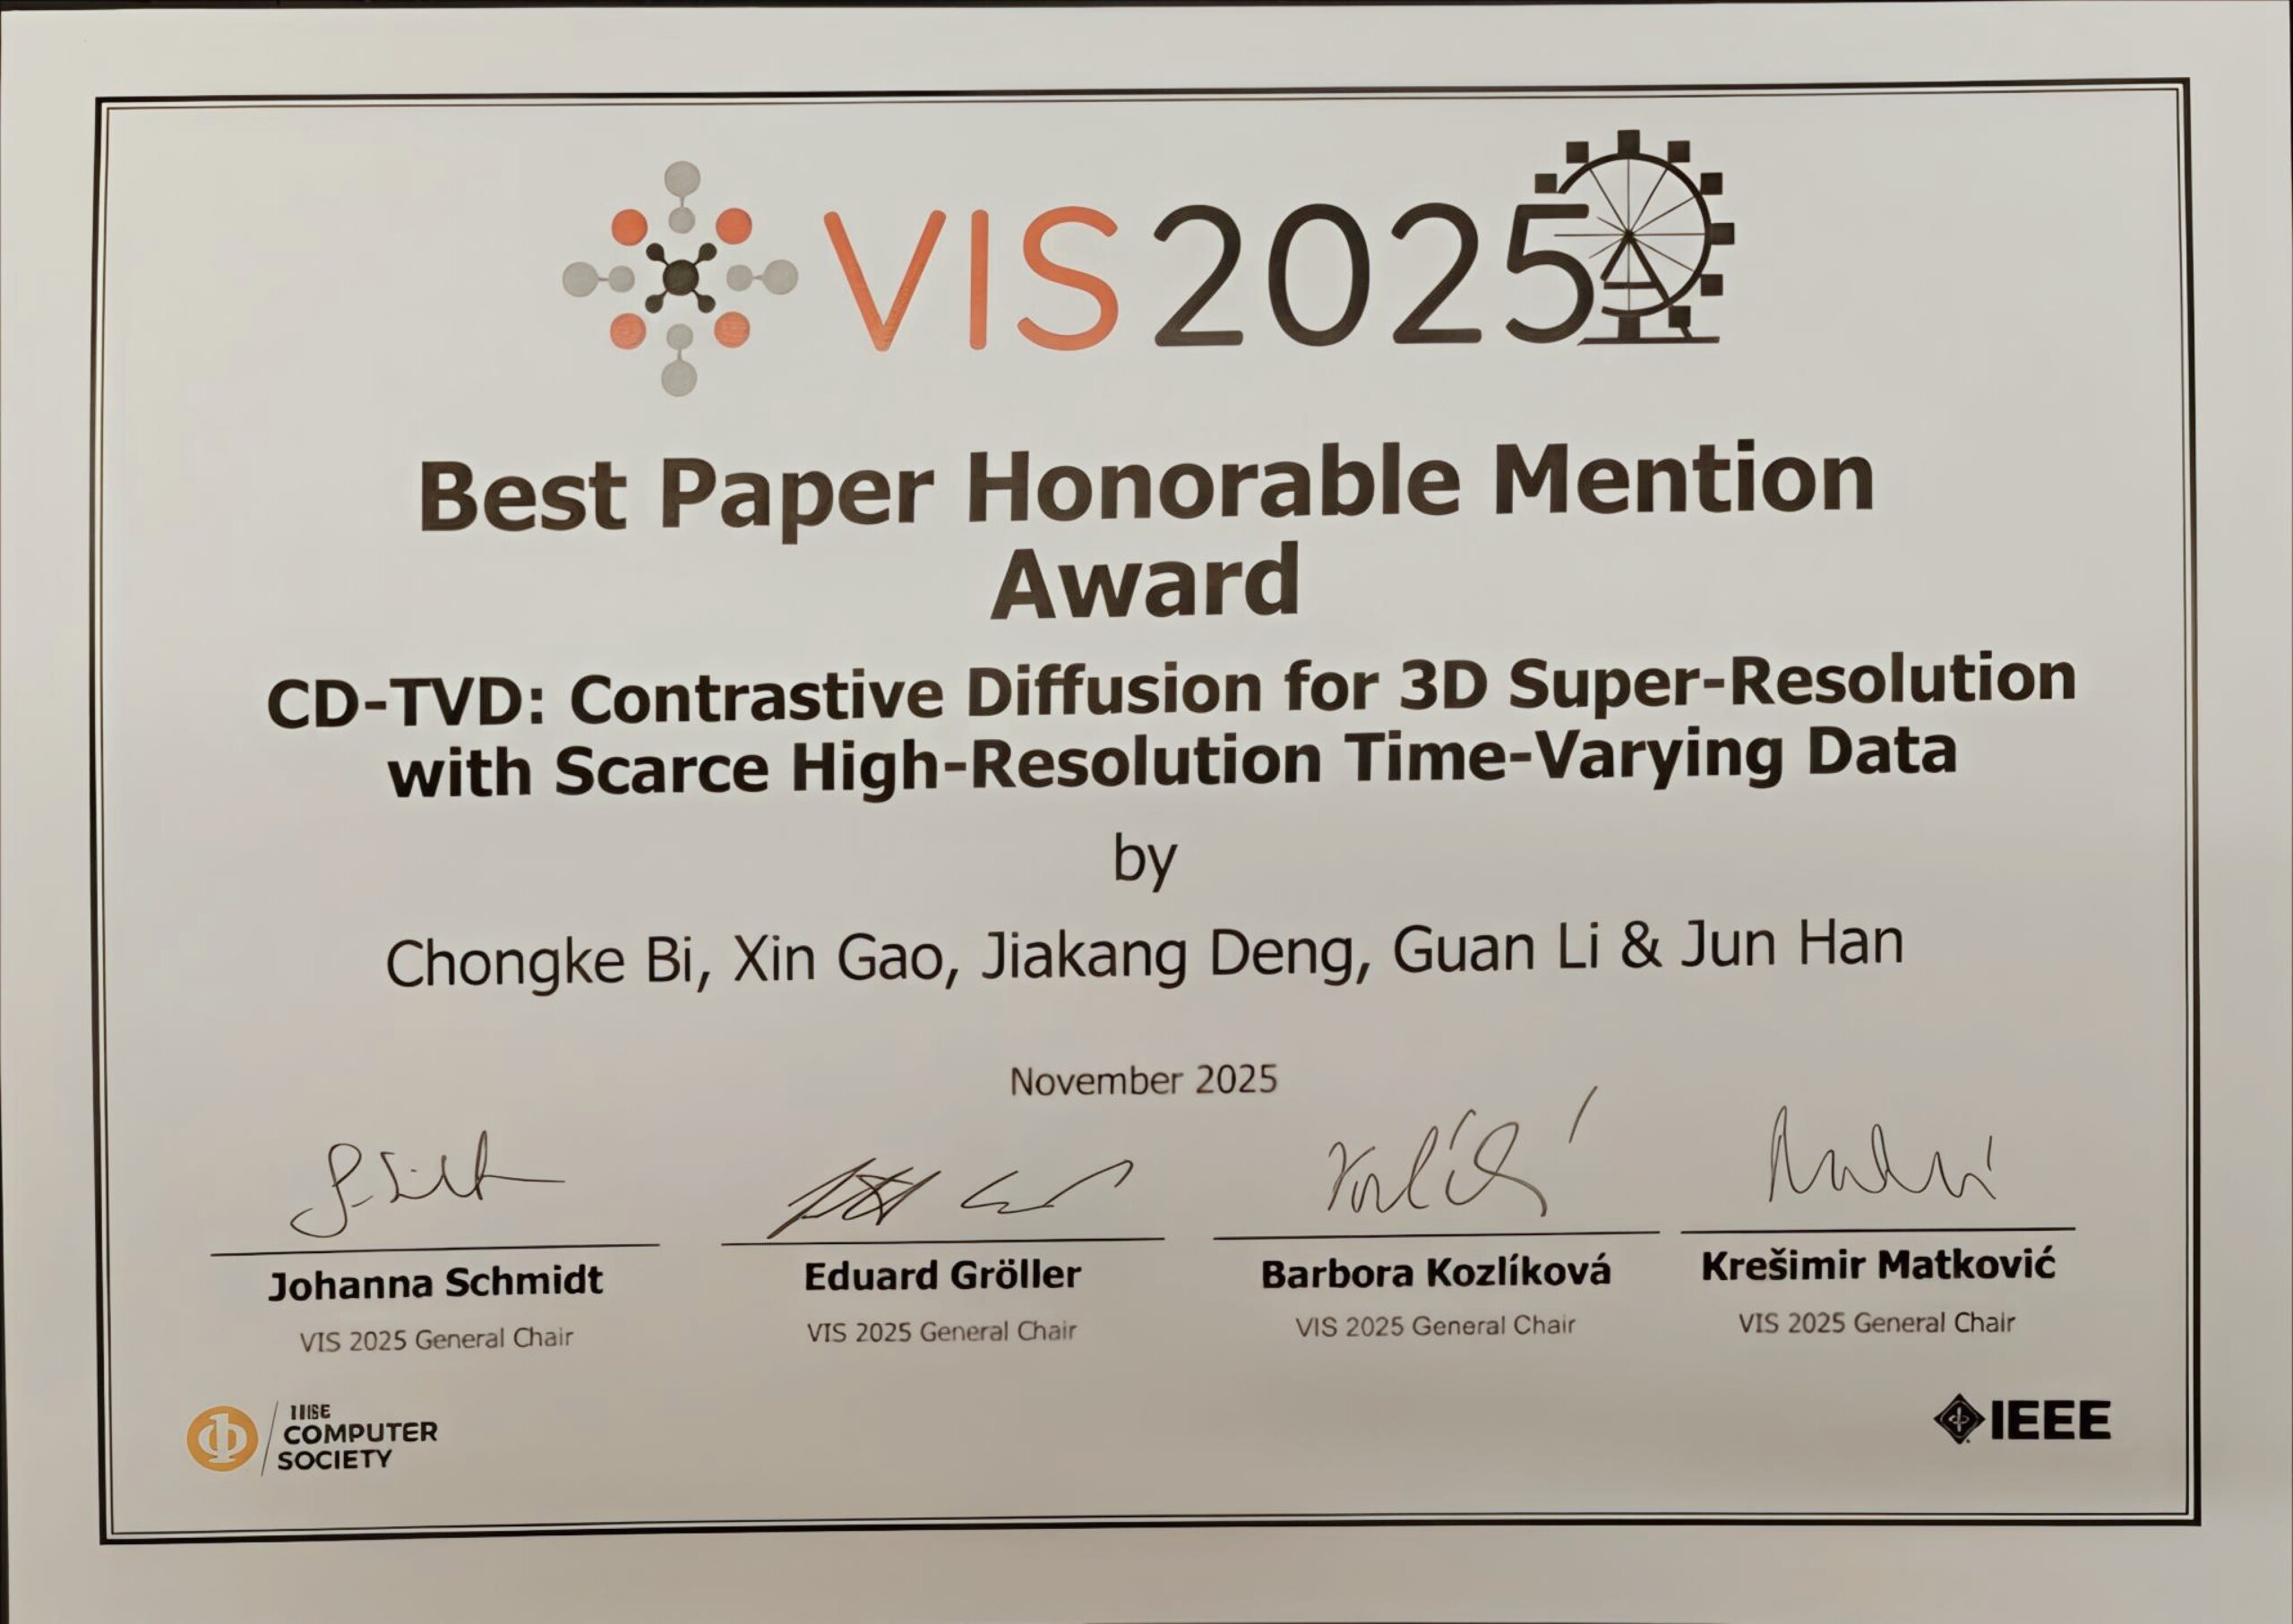 VIS2025
Best Paper Honorable Mention
Award
CD-TVD: Contrastive Diffusion for 3D Super-Resolution
with Scarce High-Resolution Time-Varying Data
by
Chongke Bi, Xin Gao, Jiakang Deng, Guan Li & Jun Han
November 2025
Johanna Schmidt
VIS 2025 General Chair
Eduard Gröller
VIS 2025 General Chair
Barbora Kozlíková
VIS 2025 General Chair
Krešimir Matković
VIS 2025 General Chair
COMPUTER
SOCIETY
IEEE